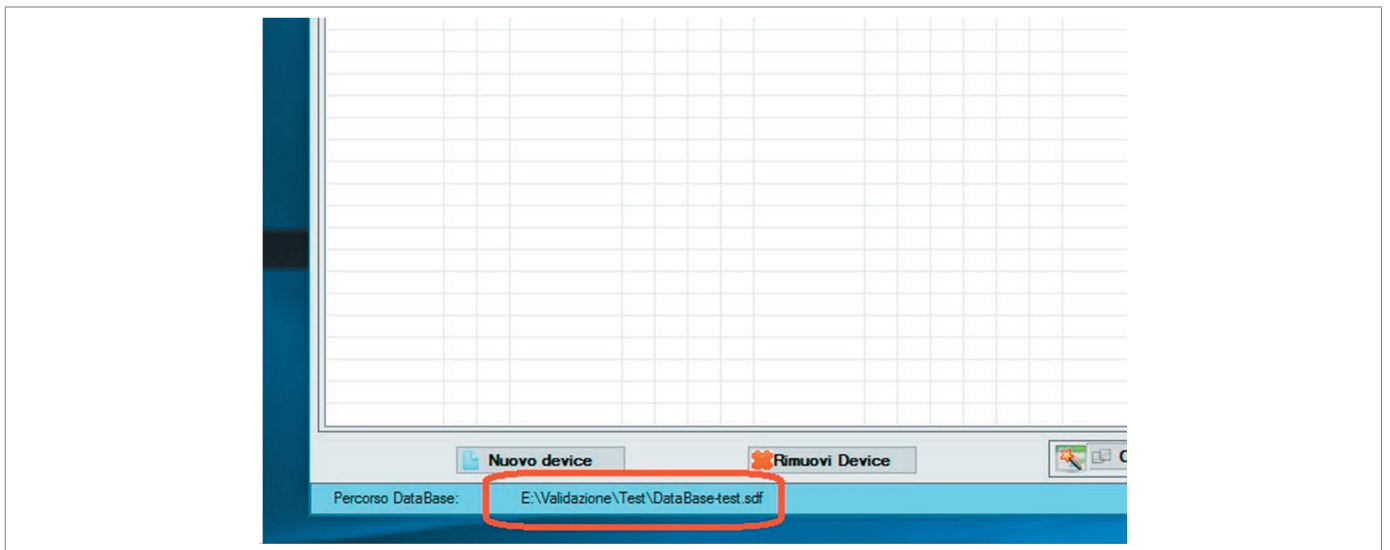 Nuovo device
Rimuovi Device
Percorso DataBase:
E:\Validazione\Test\DataBase-test.sdf